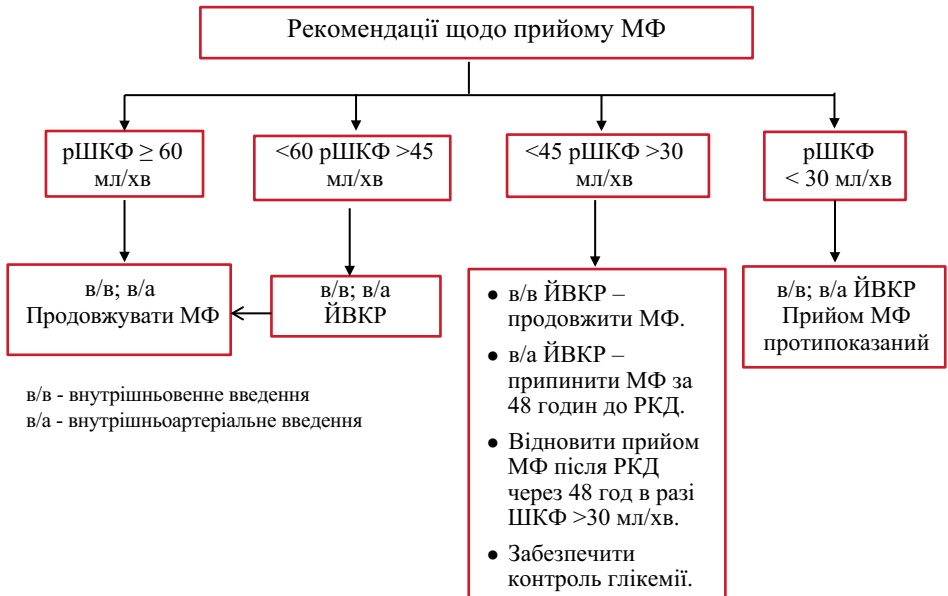 Рекомендації щодо прийому МФ
рШКФ ≥ 60
мл/хв
<60 рШКФ >45
мл/хв
<45 рШКФ >30
мл/хв
рШКФ
< 30 мл/хв
в/в; в/а
Продовжувати МФ
в/в; в/а
ЙВКР
• в/в ЙВКР –
продовжити МФ.
• в/а ЙВКР –
припинити МФ за
48 годин до РКД.
• Відновити прийом
МФ після РКД
через 48 год в разі
ШКФ >30 мл/хв.
• Забезпечити
контроль глікемії.
в/в; в/а ЙВКР
Прийом МФ
протипоказаний
в/в - внутрішньовенне введення
в/а - внутрішньоартеріальне введення